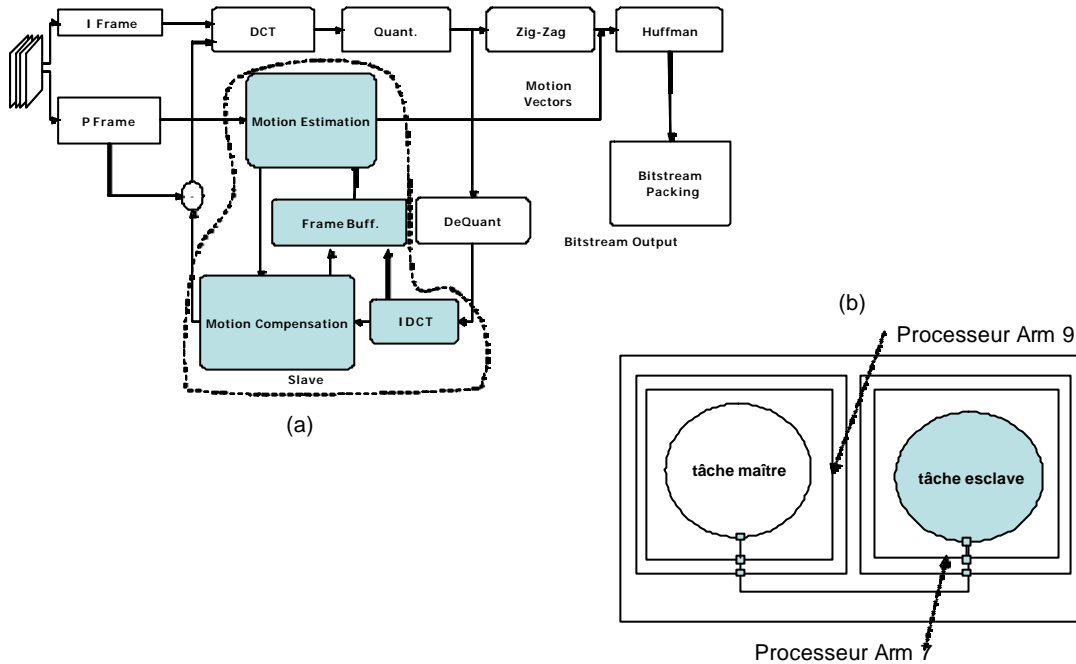 I Frame
DCT
Quant.
Zig-Zag
Huffman
Motion
Vectors
P Frame
Motion Estimation
-
Bitstream
Packing
Frame Buff.
DeQuant
Bitstream Output
Motion Compensation
IDCT
Slave
(a)
(b)
Processeur Arm 9
tâche maître
tâche esclave
Processeur Arm 7